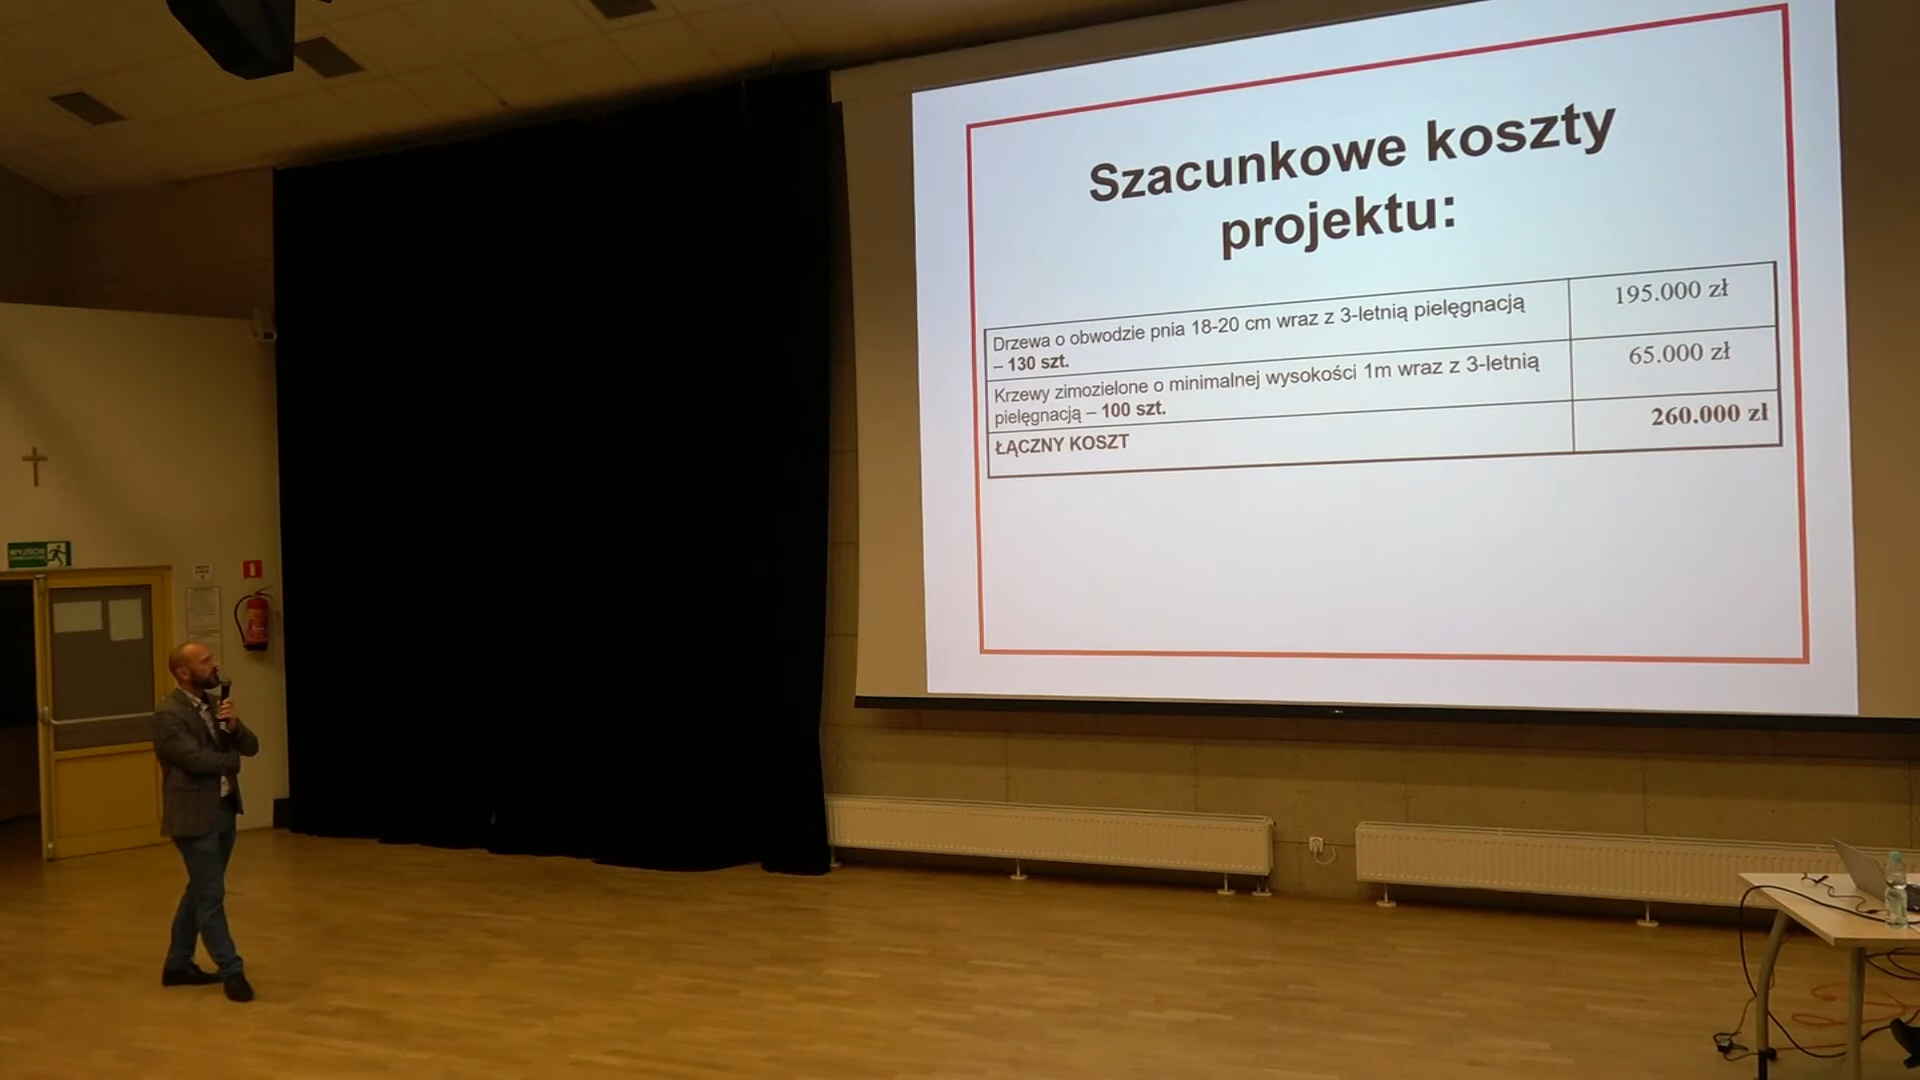 Szacunkowe koszty
projektu:
Drzewa o obwodzie pnia 18-20 cm wraz z 3-letnią pielęgnacją
– 130 szt.
195.000 zł
Krzewy zimozielone o minimalnej wysokości 1m wraz z 3-letnią
pielęgnacją – 100 szt.
65.000 zł
ŁĄCZNY KOSZT
260.000 zł
WYJŚCIE